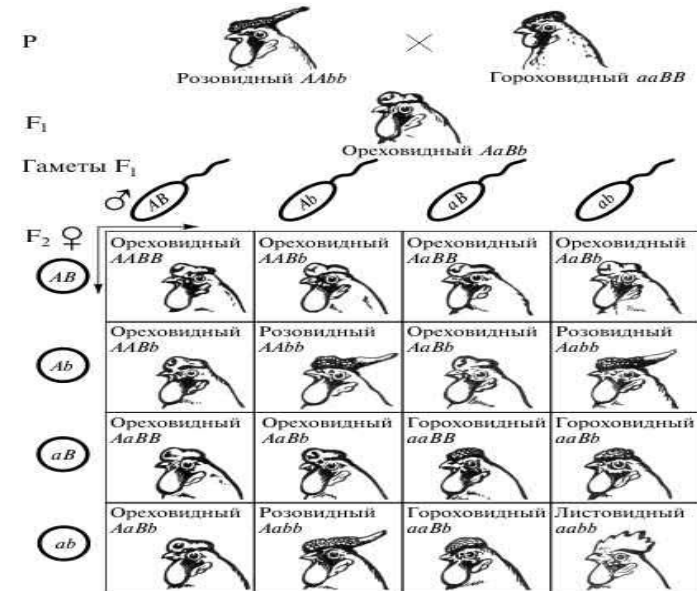 P
Розовидный AAbb
Гороховидный aaBB
F₁
Ореховидный AaBb
Гаметы F₁
♂ AB Ab aB ab
F₂ ♀
AB
Ореховидный
AABB
Ореховидный
AABb
Ореховидный
AaBB
Ореховидный
AaBb
Ab
Ореховидный
AABb
Розовидный
AAbb
Ореховидный
AaBb
Розовидный
Aabb
aB
Ореховидный
AaBB
Ореховидный
AaBb
Гороховидный
aaBB
Гороховидный
aaBb
ab
Ореховидный
AaBb
Розовидный
Aabb
Гороховидный
aaBb
Листовидный
aabb